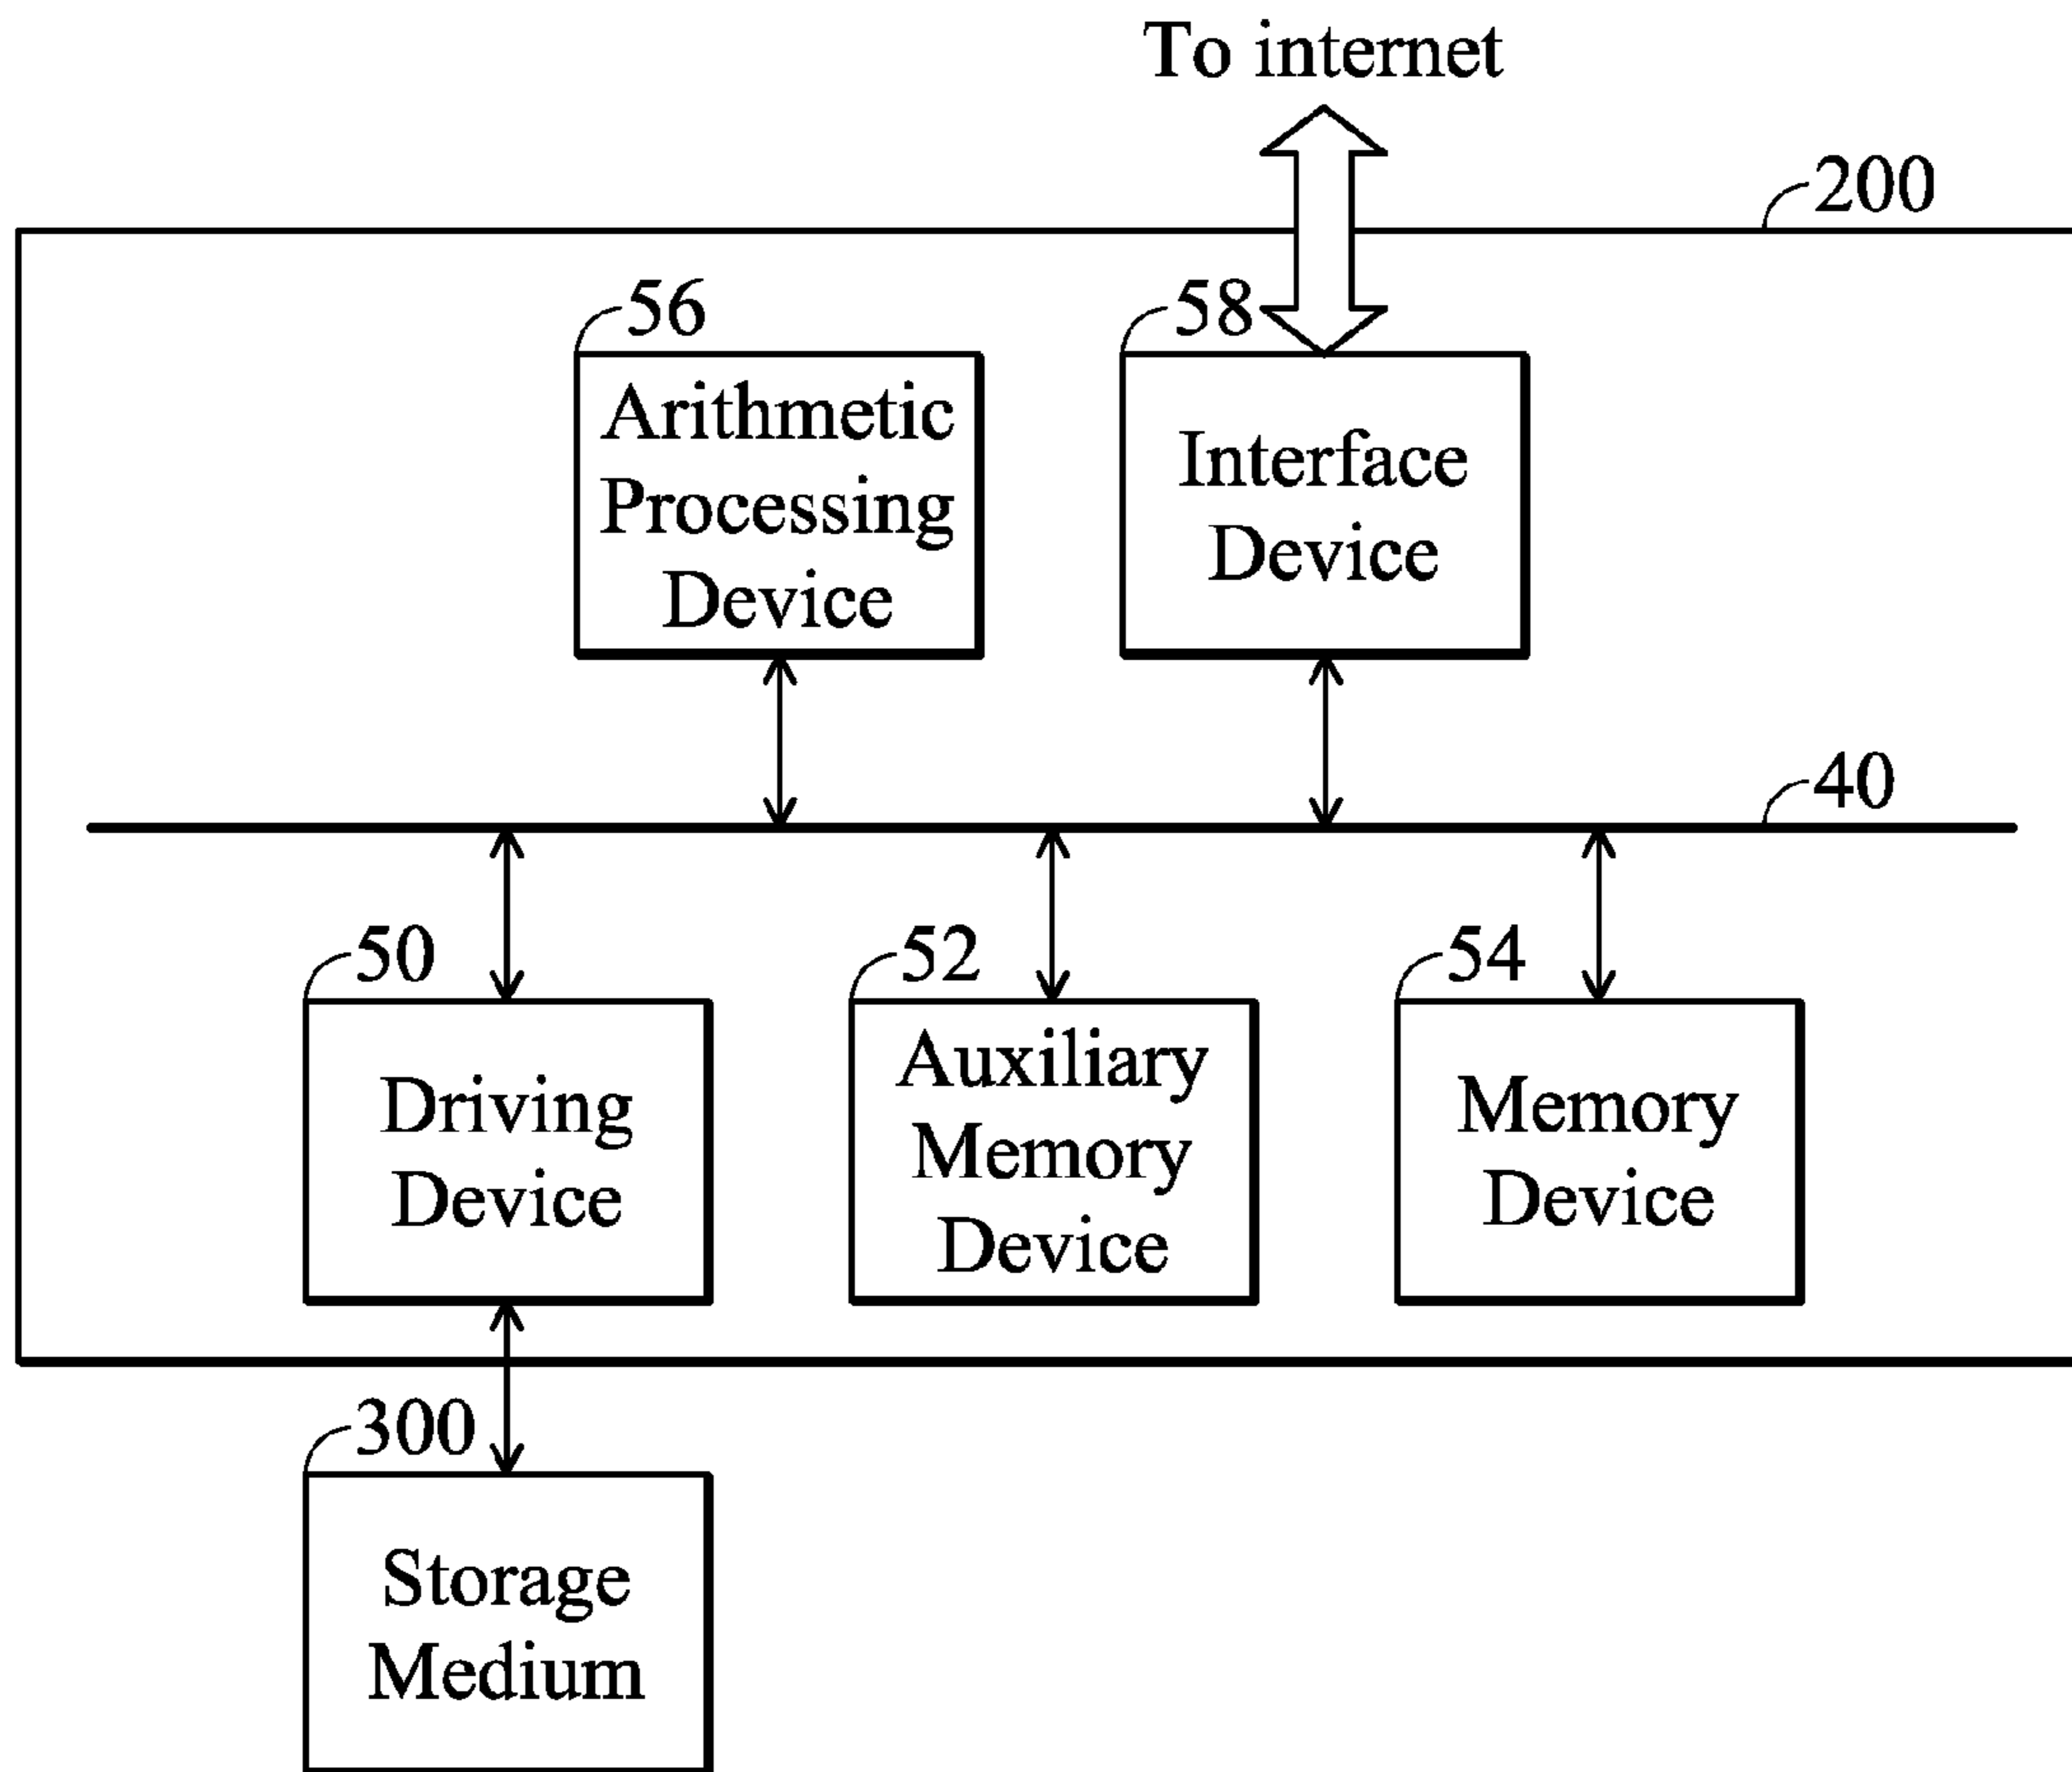 To internet
200
56
58
Arithmetic
Processing
Device
Interface
Device
40
50
52
54
Driving
Device
Auxiliary
Memory
Device
Memory
Device
300
Storage
Medium